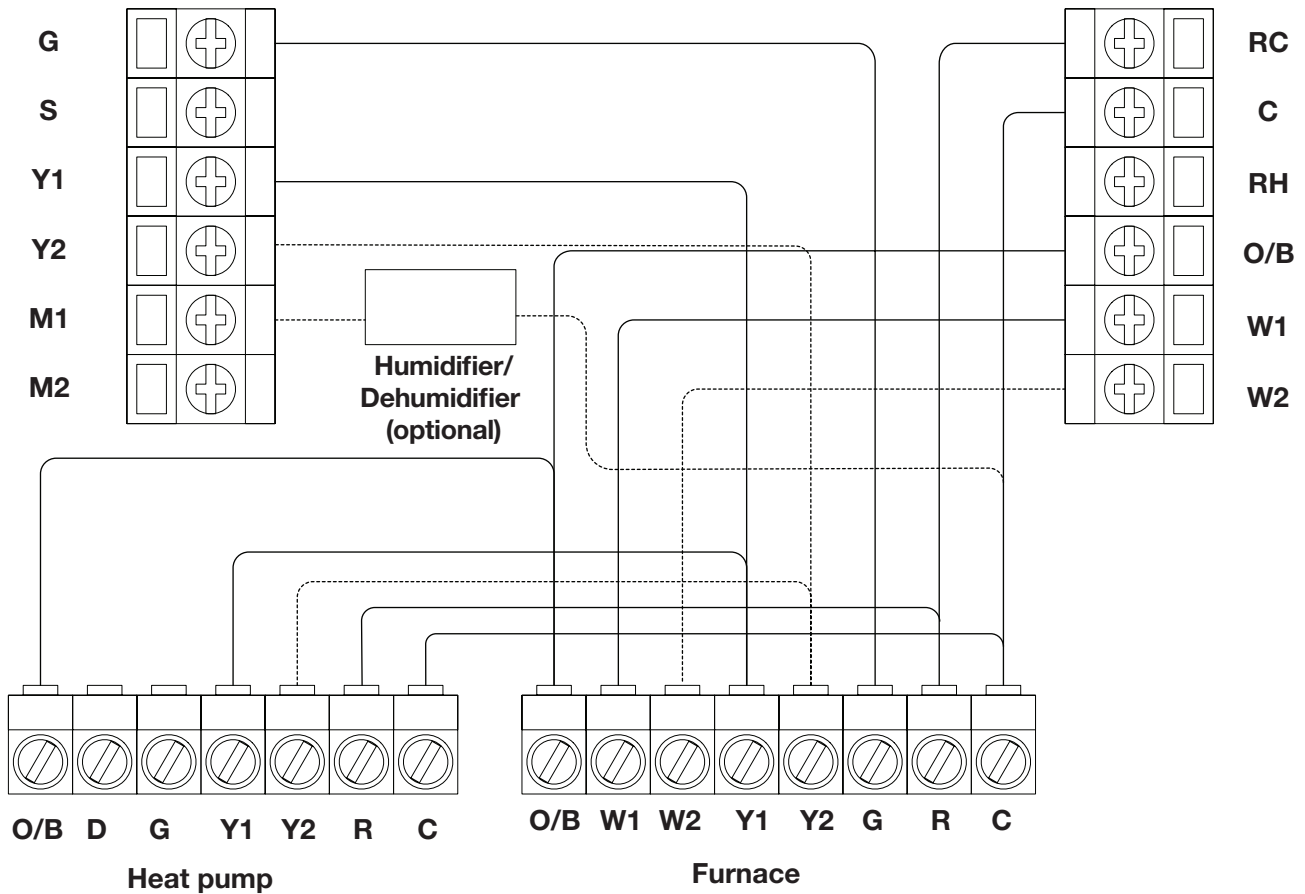 G
RC
S
C
Y1
RH
Y2
O/B
M1
W1
M2
W2
Humidifier/
Dehumidifier
(optional)
O/B D G Y1 Y2 R C
O/B W1 W2 Y1 Y2 G R C
Heat pump
Furnace